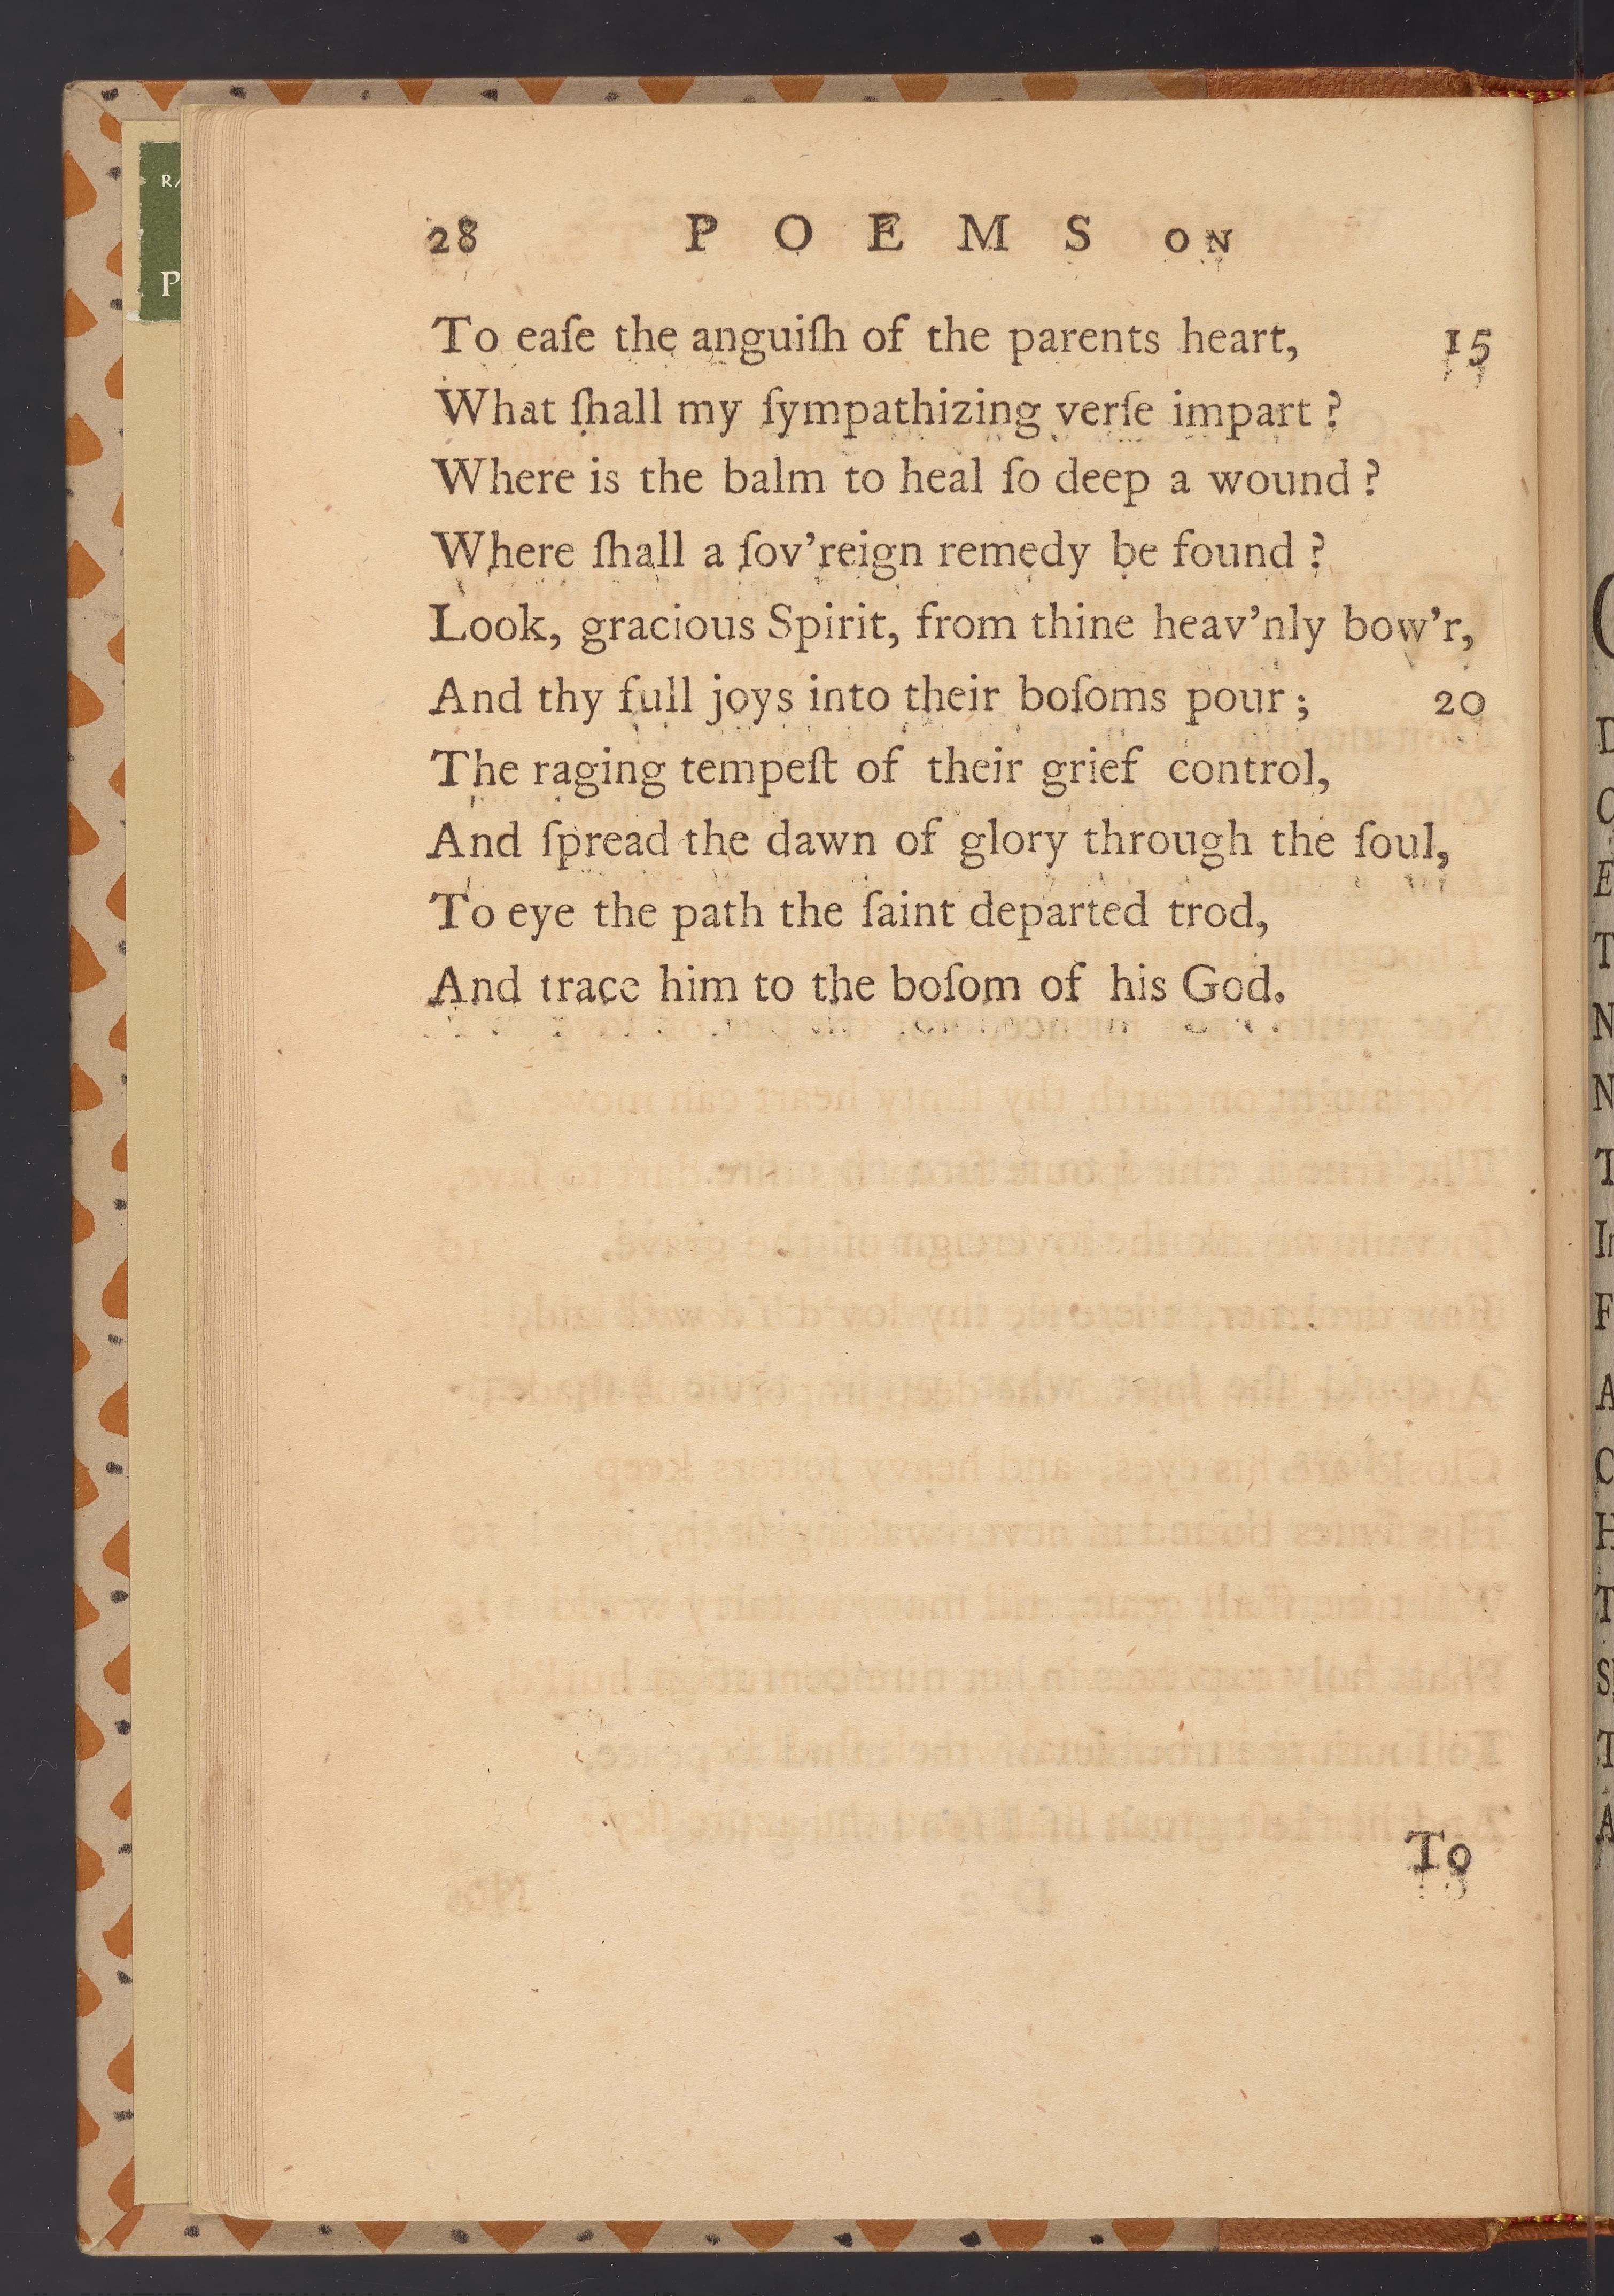 28 POEMS ON
To eaſe the anguiſh of the parents heart, 15
What ſhall my ſympathizing verſe impart ?
Where is the balm to heal ſo deep a wound ?
Where ſhall a ſov’reign remedy be found ?
Look, gracious Spirit, from thine heav’nly bow’r,
And thy full joys into their boſoms pour ; 20
The raging tempeſt of their grief control,
And ſpread the dawn of glory through the ſoul,
To eye the path the ſaint departed trod,
And trace him to the boſom of his God.
To